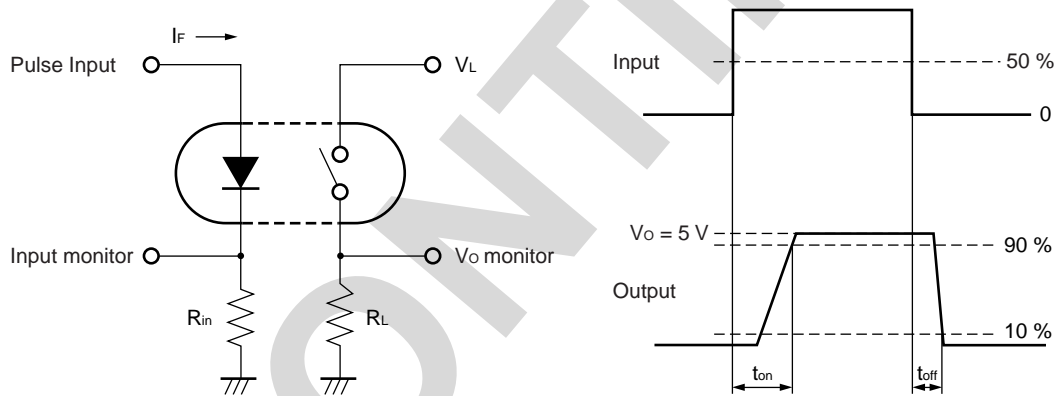 IF
Pulse Input
VL
Input monitor
VO monitor
Rin
RL
Input
50 %
0
VO = 5 V
90 %
Output
10 %
ton
toff
ONTI